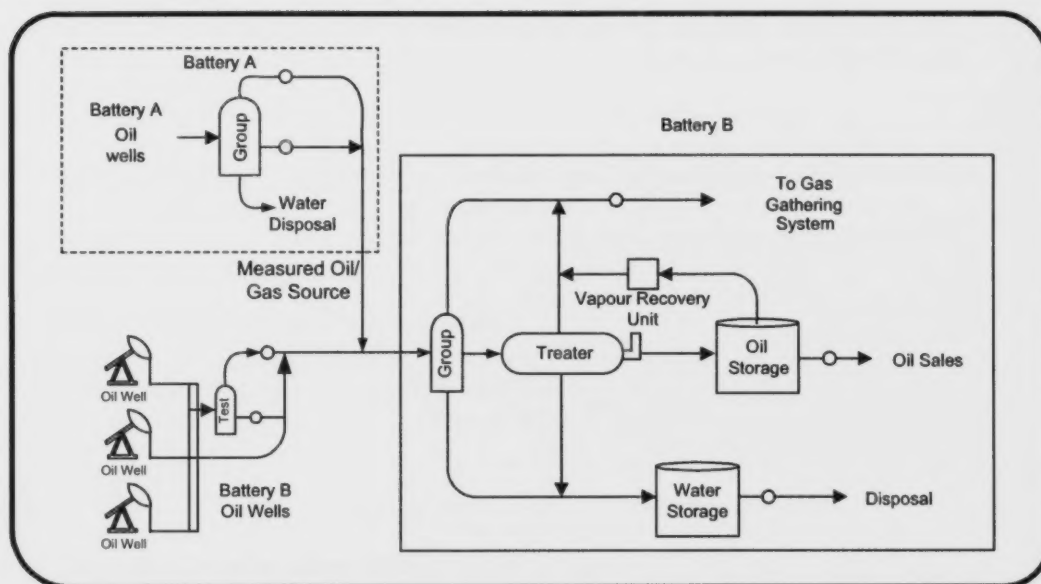 Battery A
Battery A
Oil
wells
Group
Water
Disposal
Measured Oil/
Gas Source
Oil Well
Oil Well
Oil Well
Test
Battery B
Oil Wells
Battery B
Group
To Gas
Gathering
System
Vapour Recovery
Unit
Treater
Oil
Storage
Oil Sales
Water
Storage
Disposal